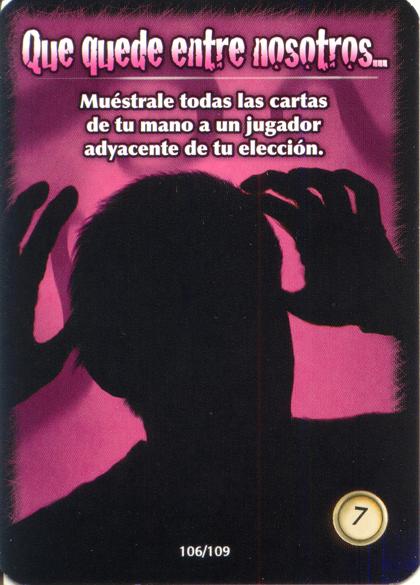 Que quede entre nosotros...
Muéstrale todas las cartas
de tu mano a un jugador
adyacente de tu elección.
7
106/109